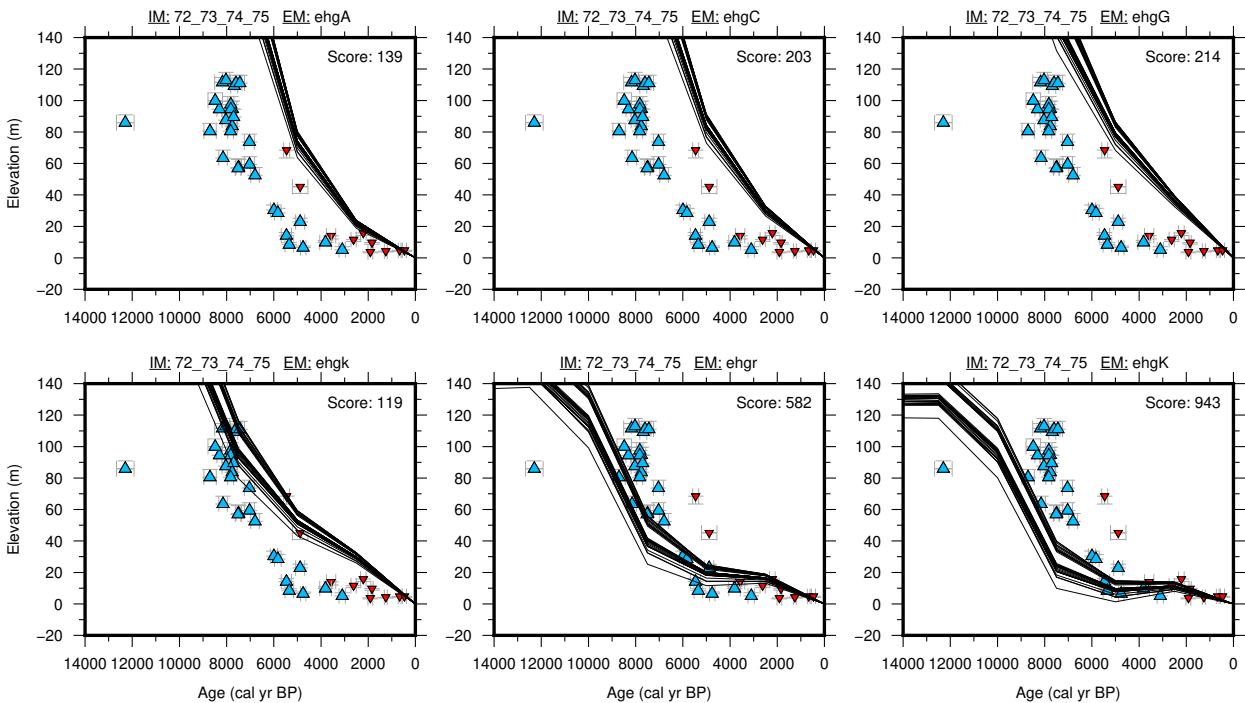 IM: 72_73_74_75 EM: ehgA
IM: 72_73_74_75 EM: ehgC
IM: 72_73_74_75 EM: ehgG
Elevation (m)
140
120
100
80
60
40
20
0
−20
Score: 139
Score: 203
Score: 214
14000 12000 10000 8000 6000 4000 2000 0
14000 12000 10000 8000 6000 4000 2000 0
14000 12000 10000 8000 6000 4000 2000 0
IM: 72_73_74_75 EM: ehgk
IM: 72_73_74_75 EM: ehgr
IM: 72_73_74_75 EM: ehgK
Elevation (m)
140
120
100
80
60
40
20
0
−20
Score: 119
Score: 582
Score: 943
14000 12000 10000 8000 6000 4000 2000 0
14000 12000 10000 8000 6000 4000 2000 0
14000 12000 10000 8000 6000 4000 2000 0
Age (cal yr BP)
Age (cal yr BP)
Age (cal yr BP)